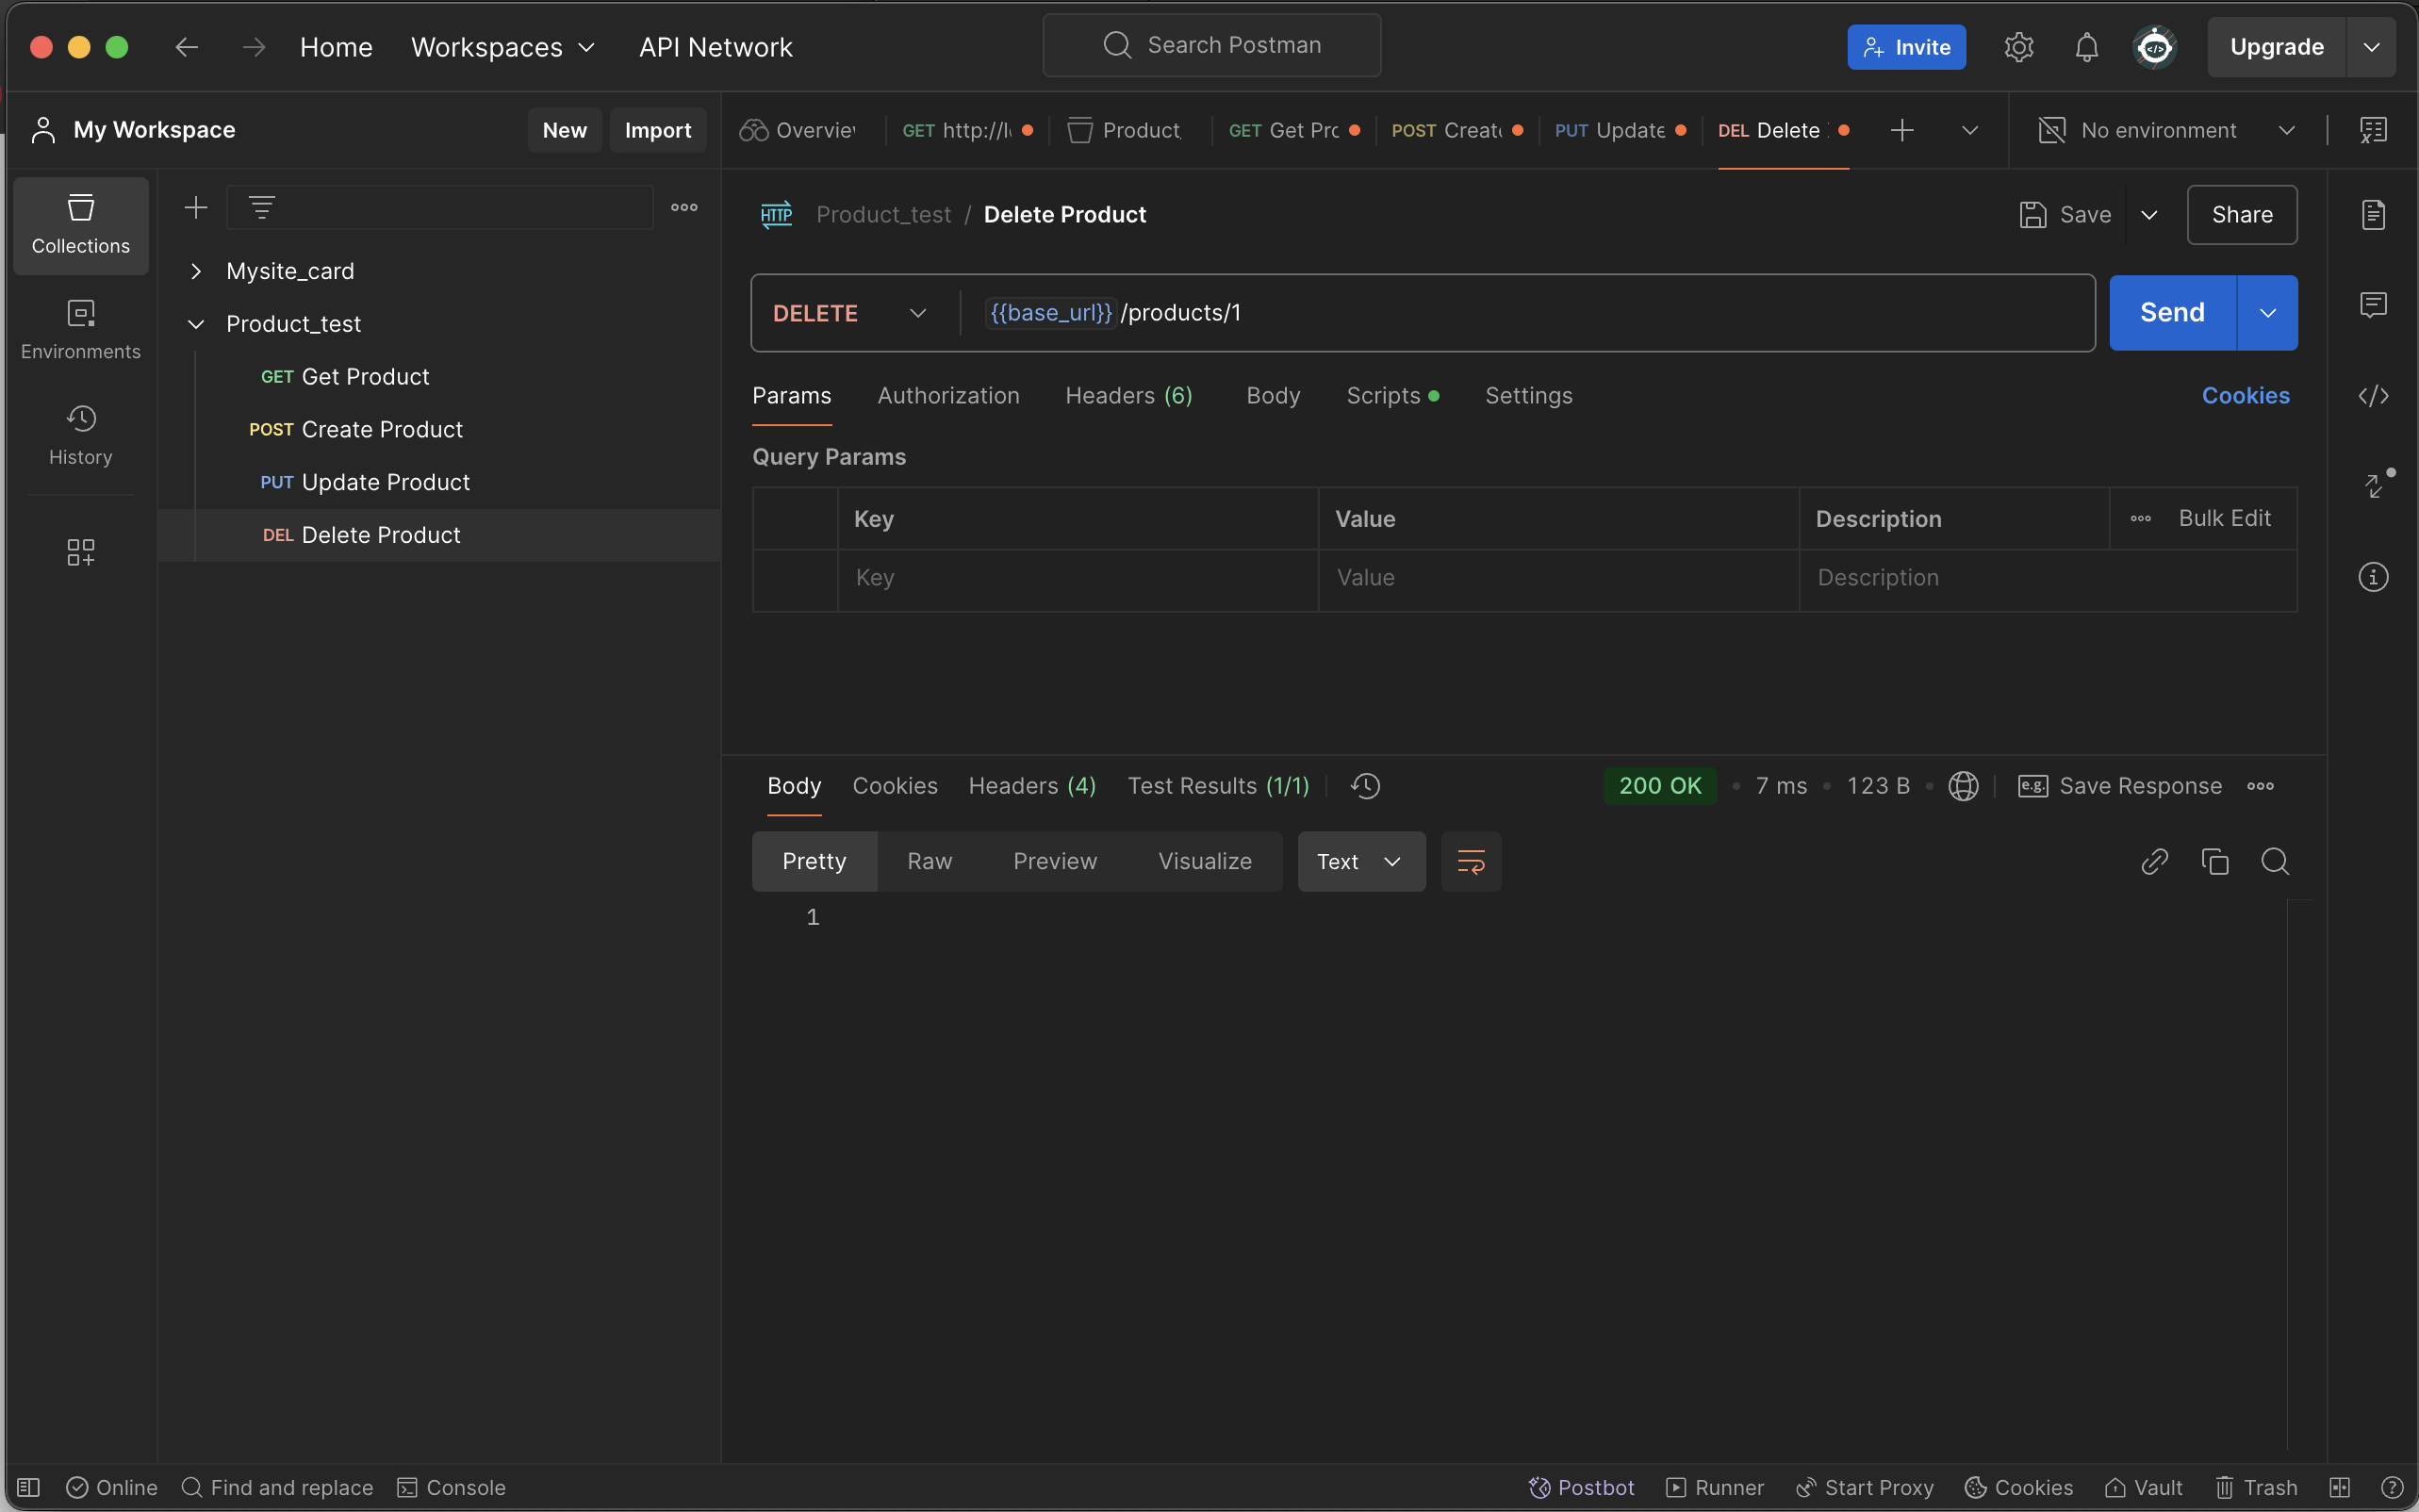 Home Workspaces API Network Search Postman Invite Upgrade
My Workspace New Import
Overvie GET http://l PRODUCT GET Get Prc POST Creat PUT Update DEL Delete No environment
HTTP Product_test / Delete Product Save Share
Collections
Environments
History
Mysite_card
Product_test
GET Get Product
POST Create Product
PUT Update Product
DEL Delete Product
DELETE {{base_url}}/products/1 Send
Params Authorization Headers (6) Body Scripts Settings Cookies
Query Params
Key Value Description Bulk Edit
Key Value Description
Body Cookies Headers (4) Test Results (1/1) 200 OK 7 ms 123 B e.g. Save Response
Pretty Raw Preview Visualize Text
1
Online Find and replace Console Postbot Runner Start Proxy Cookies Vault Trash